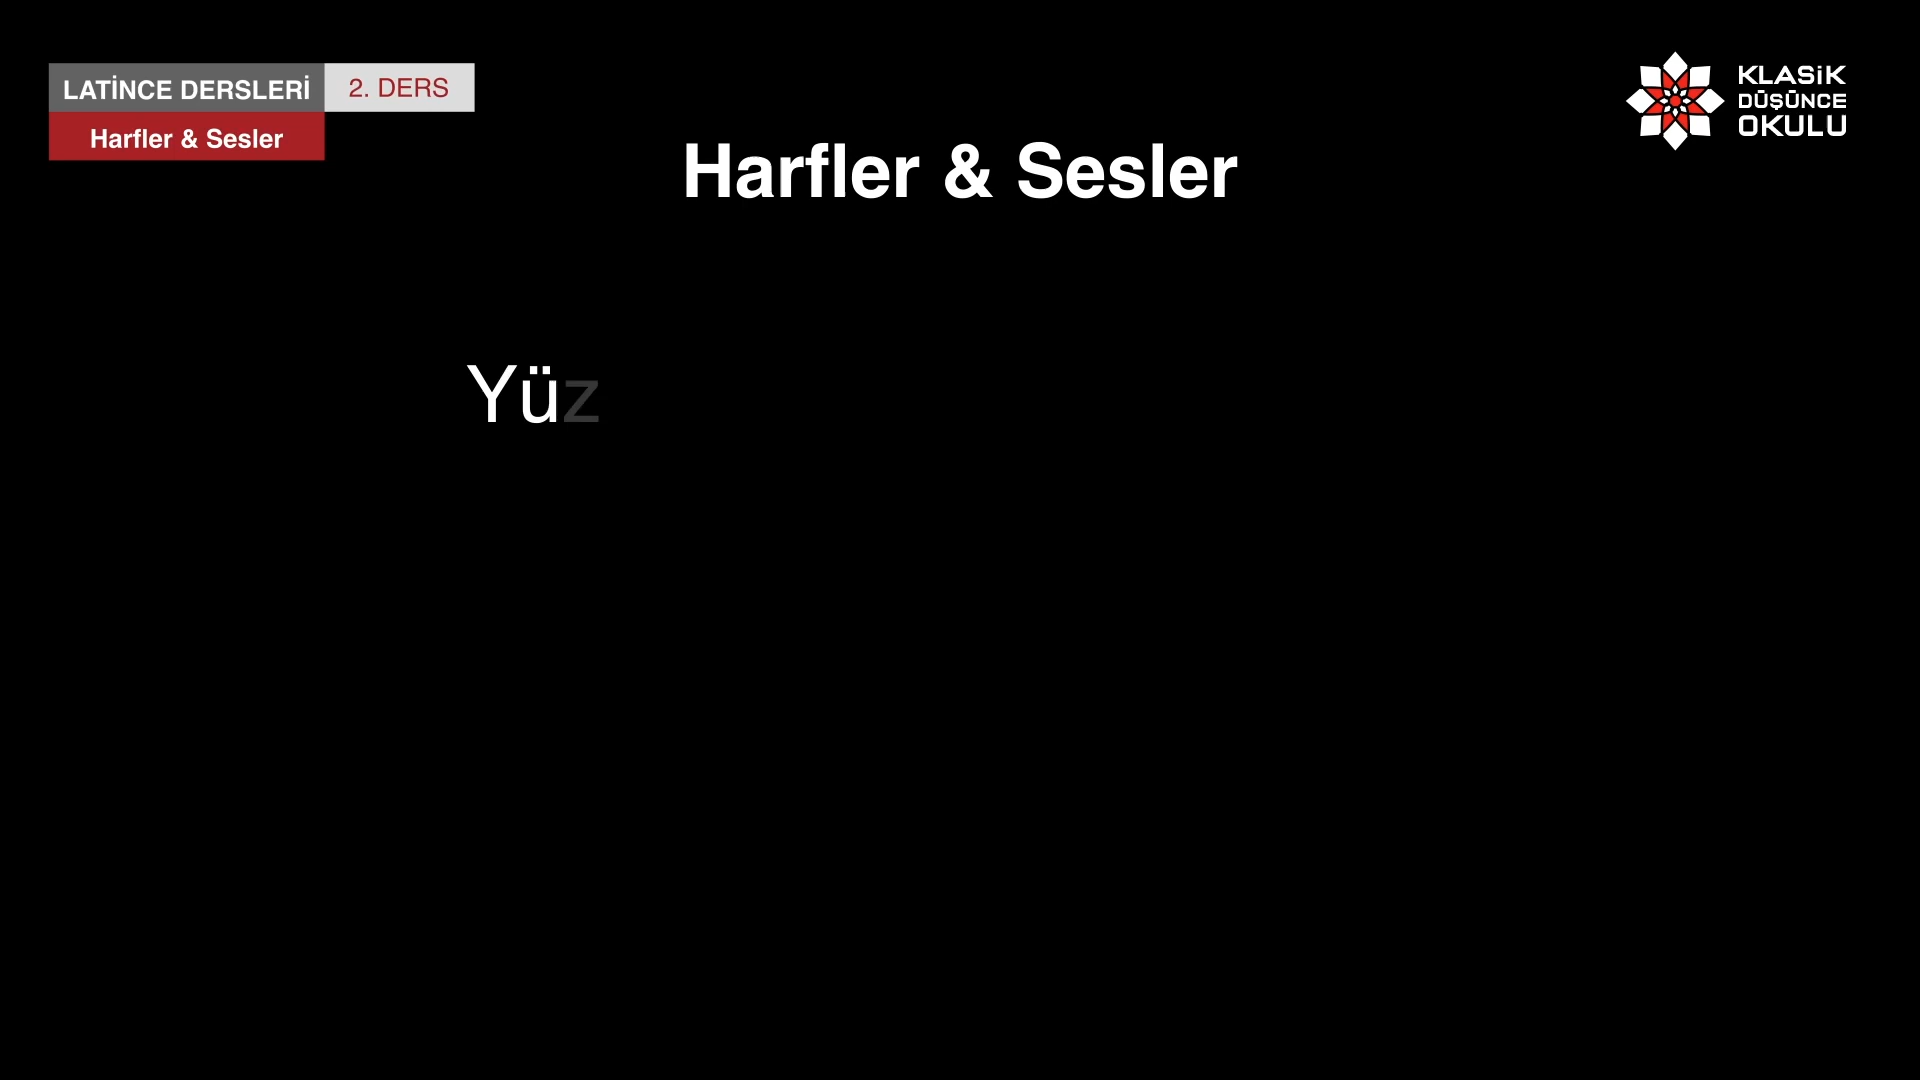 LATİNCE DERSLERİ
2. DERS
Harfler & Sesler
KLASİK
DÜŞÜNCE
OKULU
Harfler & Sesler
Yüz